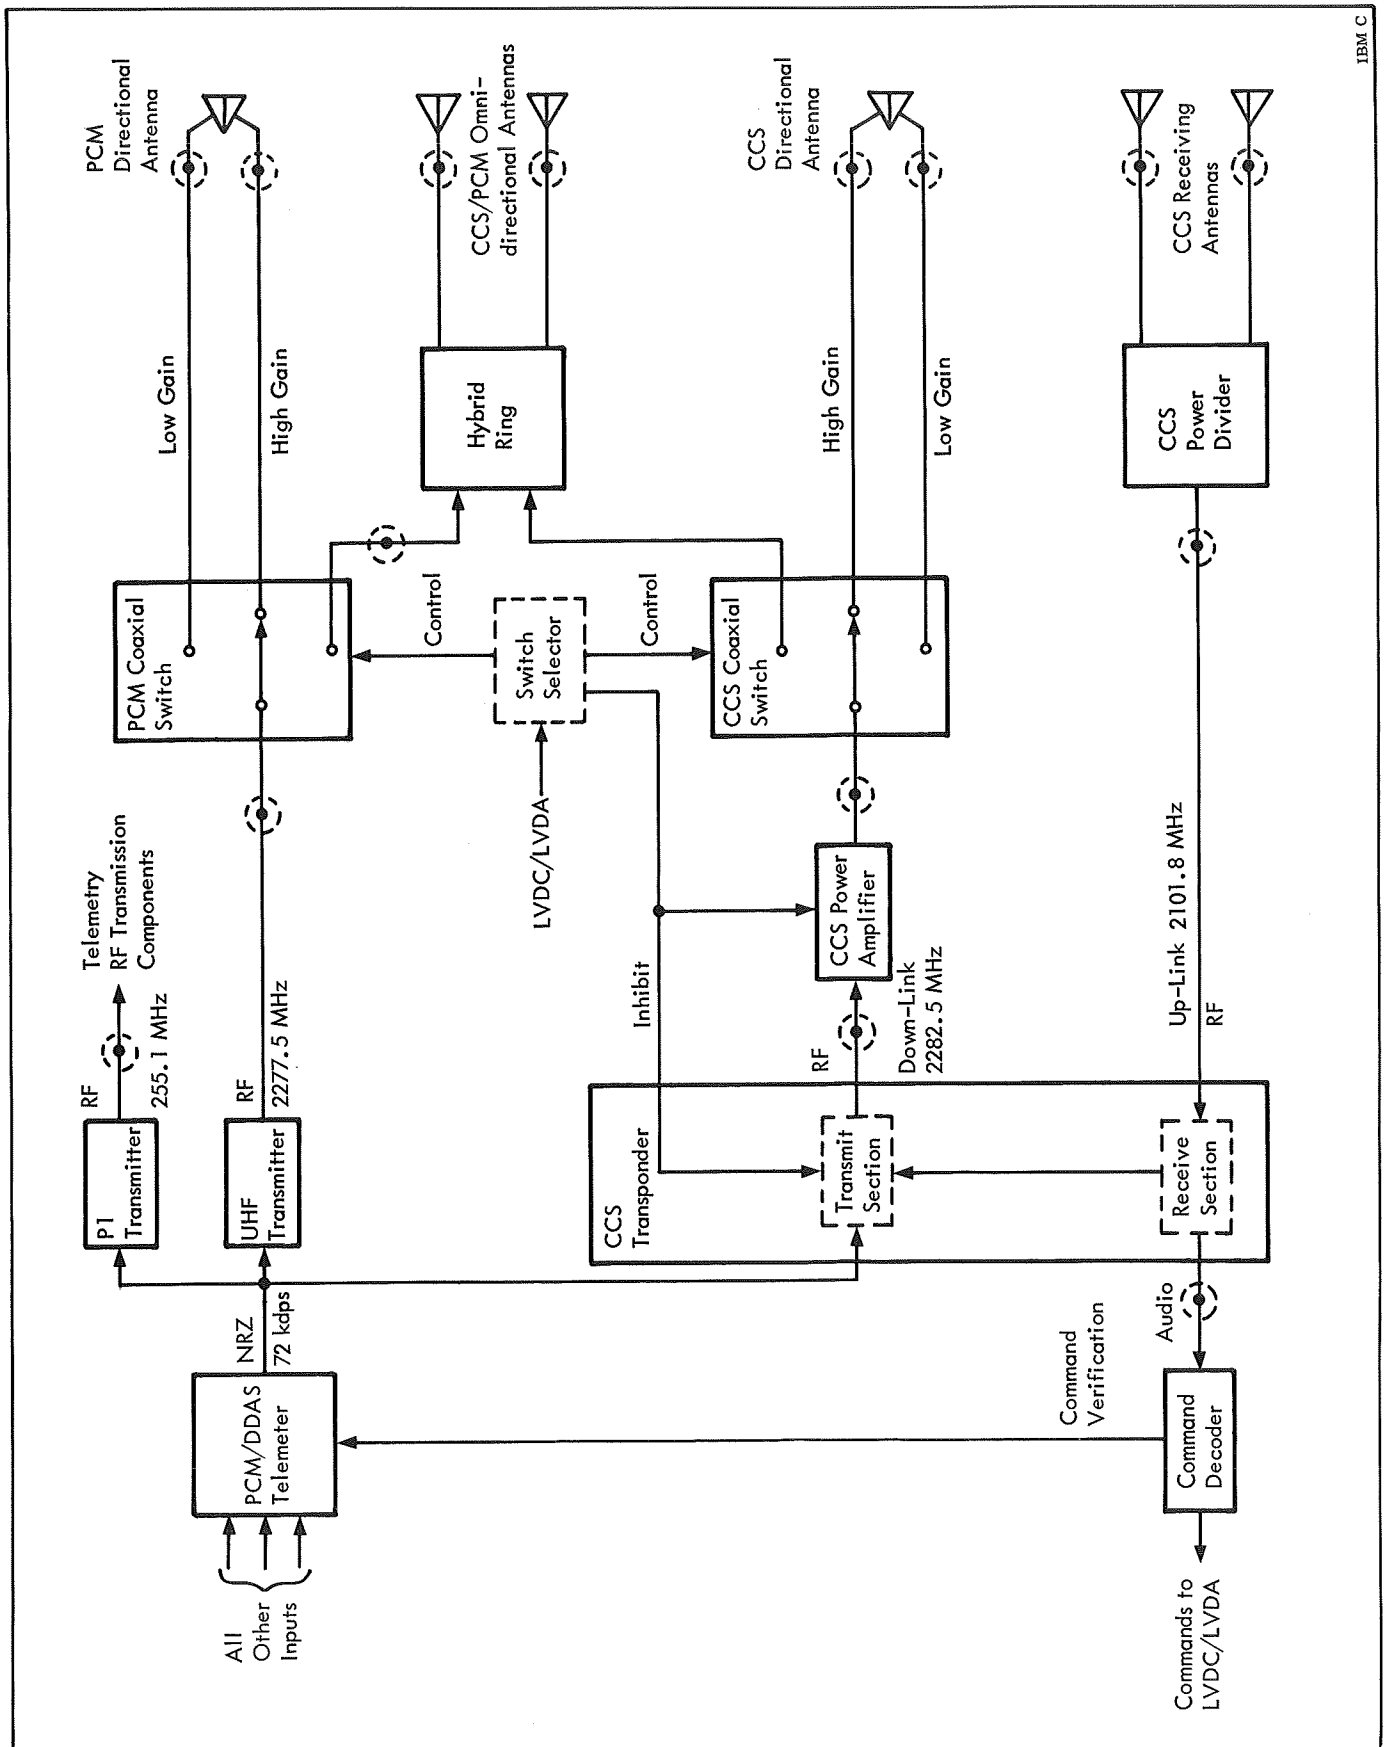 PCM
Directional
Antenna
CCS/PCM Omni-
directional Antennas
CCS
Directional
Antenna
CCS Receiving
Antennas
Low Gain
High Gain
Hybrid
Ring
High Gain
Low Gain
CCS
Power
Divider
PCM Coaxial
Switch
Control
Switch
Selector
Control
CCS Coaxial
Switch
LVDC/LVDA
Telemetry
RF Transmission
Components
RF
255.1 MHz
RF
2277.5 MHz
Inhibit
CCS Power
Amplifier
RF
Down-Link
2282.5 MHz
Up-Link 2101.8 MHz
RF
P1
Transmitter
UHF
Transmitter
CCS
Transponder
Transmit
Section
Receive
Section
NRZ
72 kdps
PCM/DDAS
Telemeter
Command
Verification
Audio
Command
Decoder
All
Other
Inputs
Commands to
LVDC/LVDA
IBM C